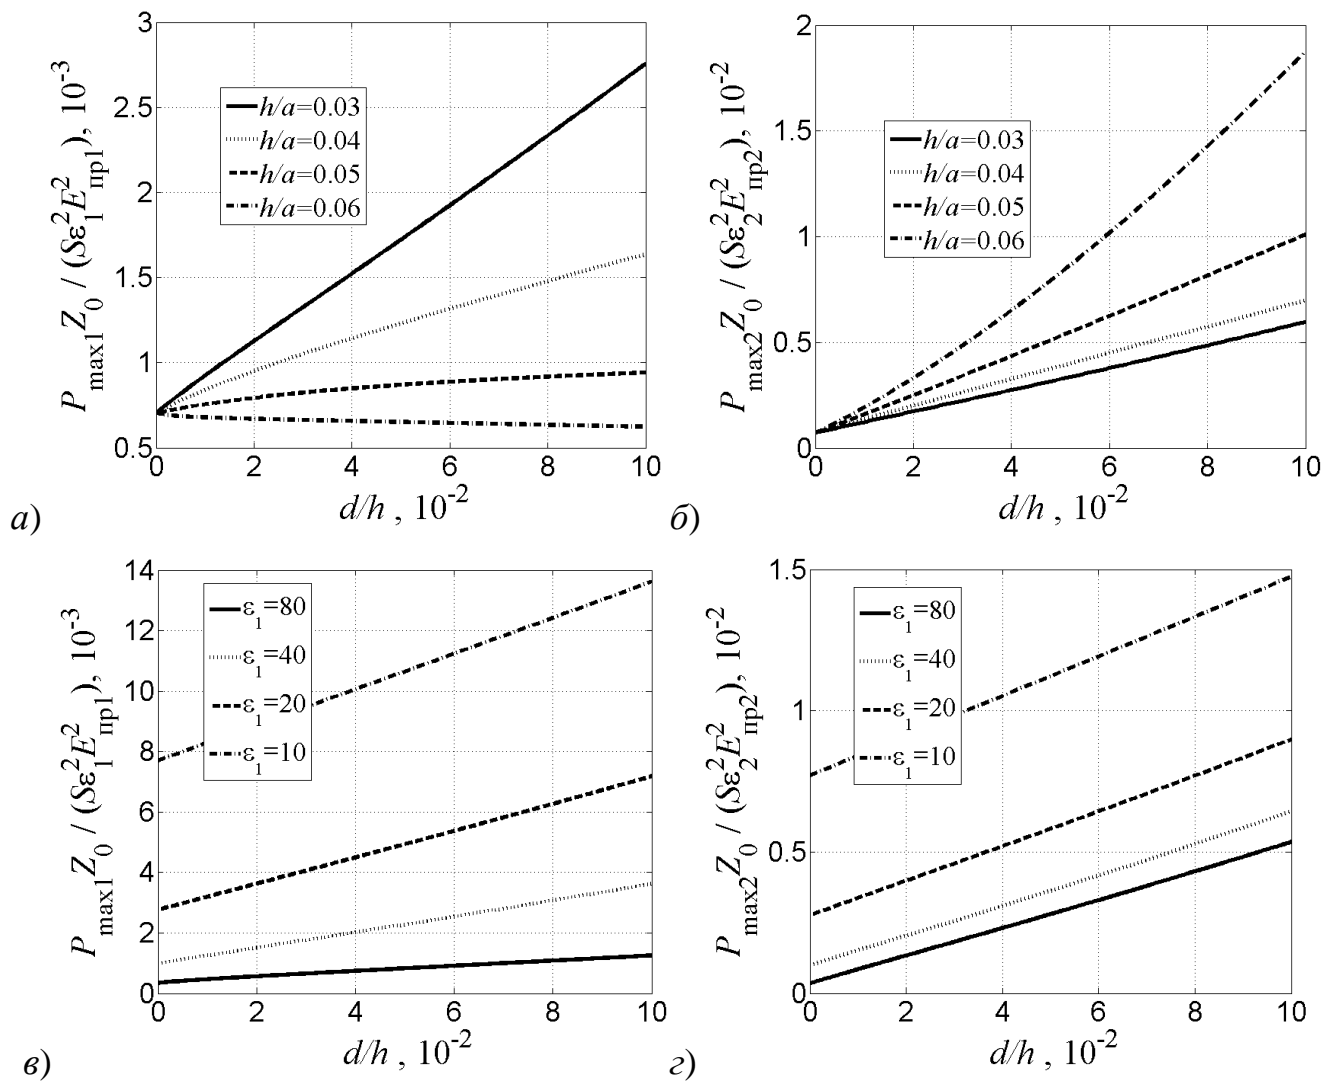 3
2.5
2
1.5
1
0.5
P_max1 Z_0 / (Sε_1^2 E_пр1^2), 10^-3
h/a=0.03
h/a=0.04
h/a=0.05
h/a=0.06
0 2 4 6 8 10
d/h , 10^-2
а)
2
1.5
1
0.5
0
P_max2 Z_0 / (Sε_2^2 E_пр2^2), 10^-2
h/a=0.03
h/a=0.04
h/a=0.05
h/a=0.06
0 2 4 6 8 10
d/h , 10^-2
б)
14
12
10
8
6
4
2
0
P_max1 Z_0 / (Sε_1^2 E_пр1^2), 10^-3
ε_1=80
ε_1=40
ε_1=20
ε_1=10
0 2 4 6 8 10
d/h , 10^-2
в)
1.5
1
0.5
0
P_max2 Z_0 / (Sε_2^2 E_пр2^2), 10^-2
ε_1=80
ε_1=40
ε_1=20
ε_1=10
0 2 4 6 8 10
d/h , 10^-2
г)